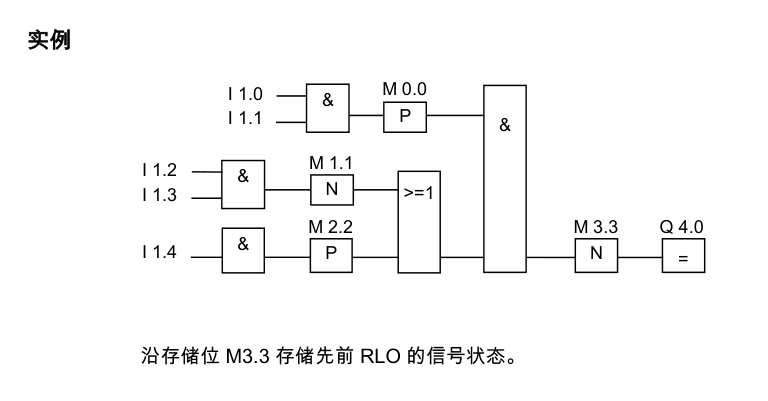 实例
I 1.0
I 1.1
&
M 0.0
P
&
I 1.2
I 1.3
&
M 1.1
N
>=1
I 1.4
&
M 2.2
P
M 3.3
N
Q 4.0
=
沿存储位 M3.3 存储先前 RLO 的信号状态。